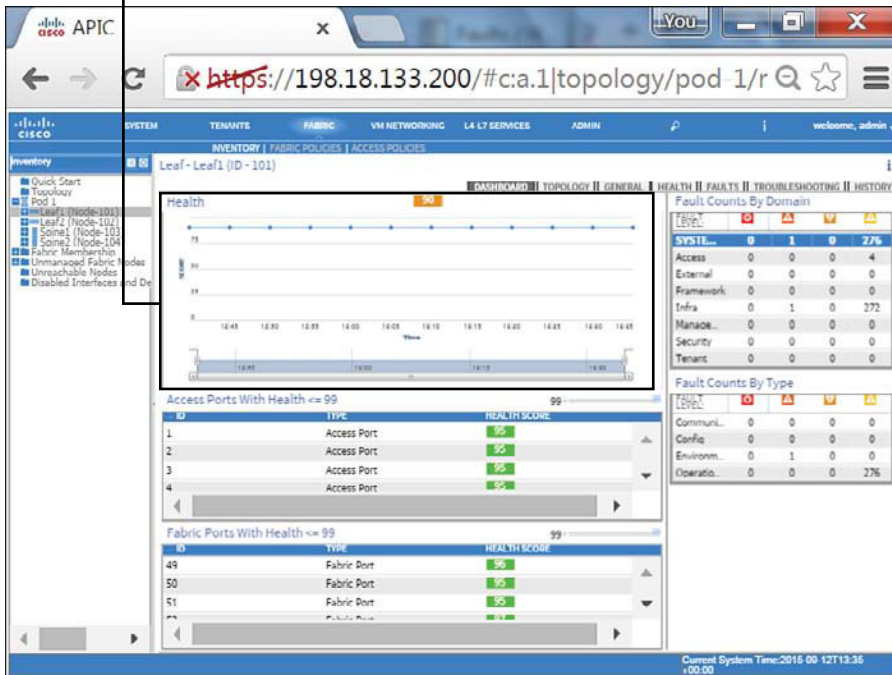 APIC
You
https://198.18.133.200/#c:a.1|topology/pod-1/r
cisco
SYSTEM TENANTS FABRIC VM NETWORKING L4-L7 SERVICES ADMIN welcome, admin
INVENTORY | FABRIC POLICIES | ACCESS POLICIES
Inventory
Quick Start
Topology
Pod 1
Leaf1 (Node-101)
Leaf2 (Node-102)
Spine1 (Node-103
Spine2 (Node-104
Fabric Membership
Unmanaged Fabric Nodes
Unreachable Nodes
Disabled Interfaces and De
Leaf - Leaf1 (ID - 101)
DASHBOARD || TOPOLOGY || GENERAL || HEALTH || FAULTS || TROUBLESHOOTING || HISTORY
Health 90
75
0
Time
Access Ports With Health <= 99 99
ID TYPE HEALTH SCORE
1 Access Port 95
2 Access Port 95
3 Access Port 95
4 Access Port 95
Fabric Ports With Health <= 99 99
ID TYPE HEALTH SCORE
49 Fabric Port
50 Fabric Port 95
51 Fabric Port 95
Fabric Port
Fault Counts By Domain
FAULT LEVEL:
SYSTE... 0 1 0 276
Access 0 0 0 4
External 0 0 0 0
Framework 0 0 0 0
Infra 0 1 0 272
Manage... 0 0 0 0
Security 0 0 0 0
Tenant 0 0 0 0
Fault Counts By Type
FAULT LEVEL:
Communi... 0 0 0 0
Config 0 0 0 0
Environm... 0 1 0 0
Operatio... 0 0 0 276
Current System Time: